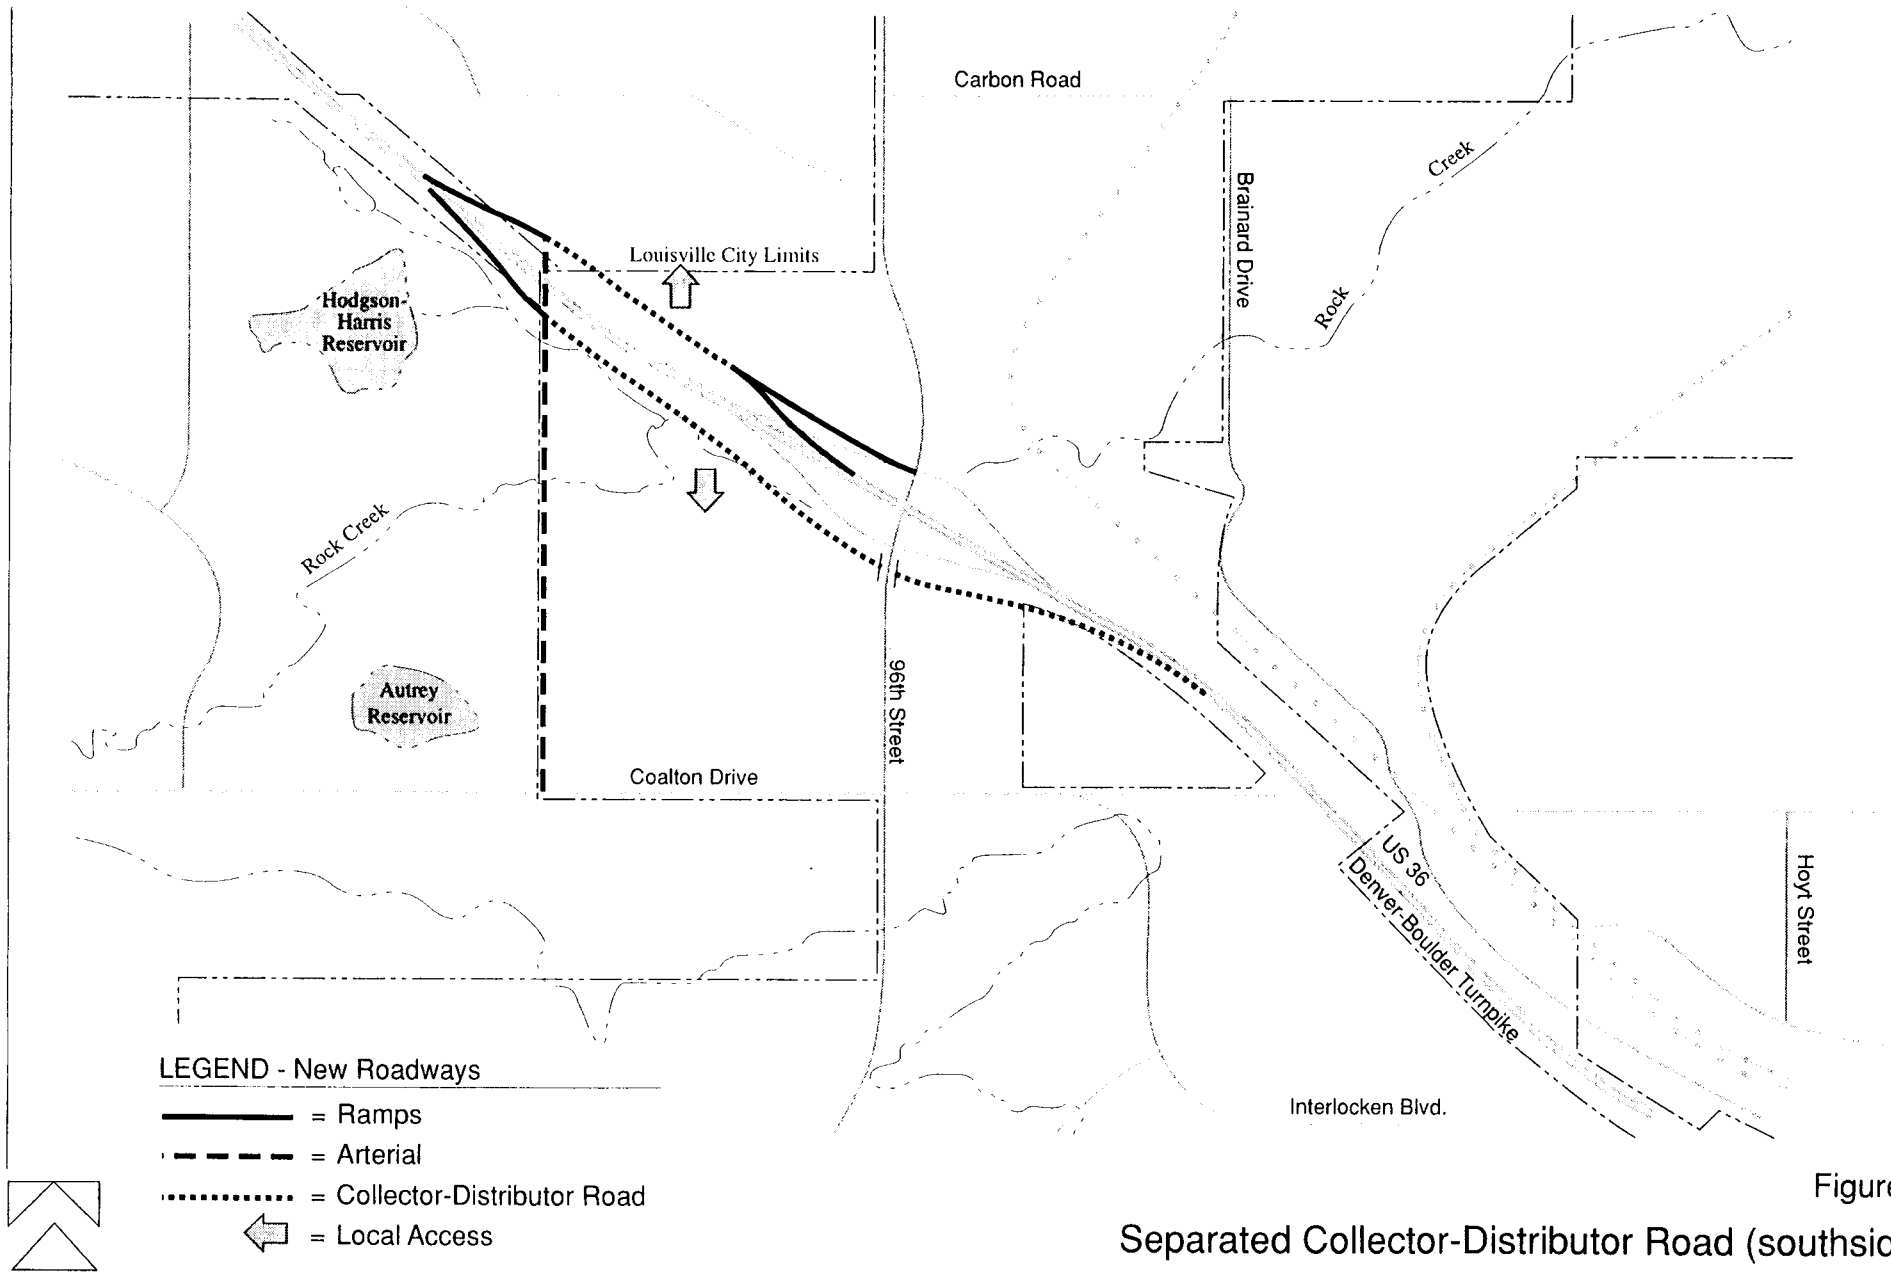 Carbon Road
Creek
Brainard Drive
Rock
Louisville City Limits
Hodgson-
Harris
Reservoir
Rock Creek
Autrey
Reservoir
96th Street
Coalton Drive
US 36
Denver-Boulder Turnpike
Hoyt Street
Interlocken Blvd.
LEGEND - New Roadways
= Ramps
= Arterial
= Collector-Distributor Road
= Local Access
Figure
Separated Collector-Distributor Road (southsid